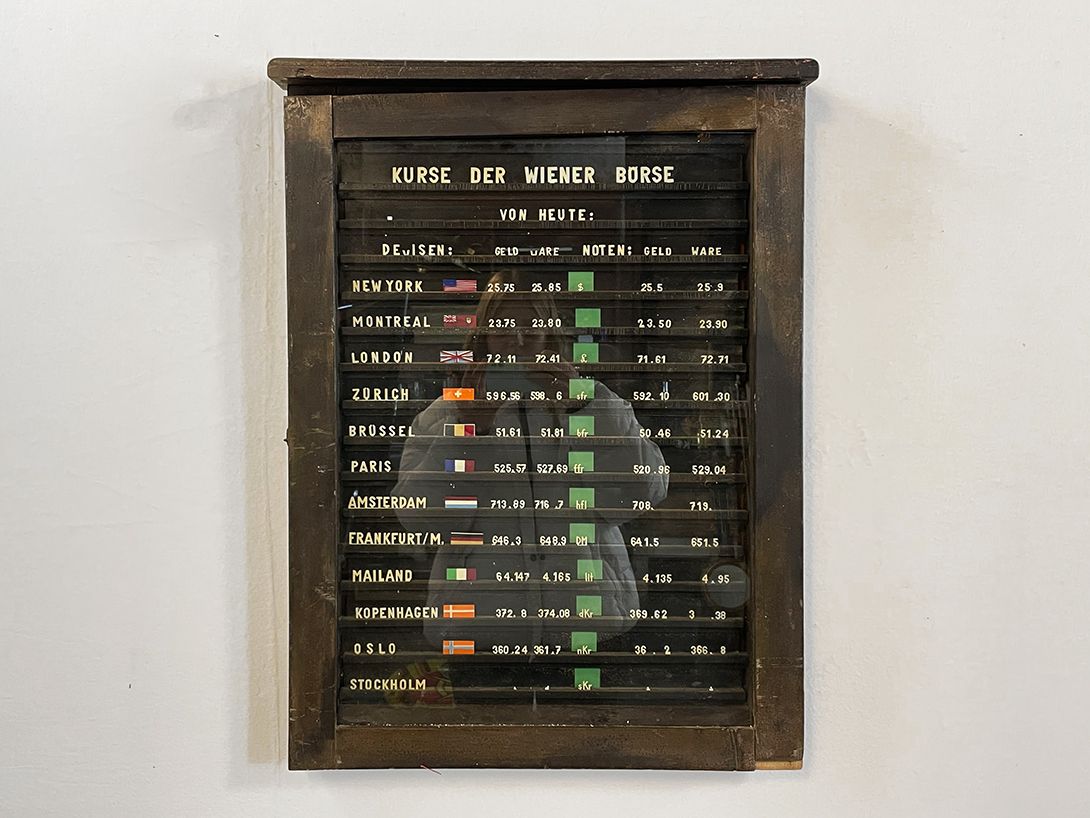 KURSE DER WIENER BÖRSE
VON HEUTE:
DEVISEN: GELD WARE NOTEN: GELD WARE
NEW YORK 25.75 25.85 $ 25.5 25.9
MONTREAL 23.75 23.80 23.50 23.90
LONDON 72.11 72.41 £ 71.61 72.71
ZÜRICH 596.56 598. 6 sfr 592. 10 601.30
BRÜSSEL 51.61 51.81 bfr 50.46 51.24
PARIS 525.57 527.69 ffr 520.96 529.04
AMSTERDAM 713.89 716.7 hfl 708. 719.
FRANKFURT/M. 646.3 648.9 DM 641.5 651.5
MAILAND 64.147 4.165 lit 4.135 4.95
KOPENHAGEN 372. 8 374.08 dKr 369.62 3 .38
OSLO 360.24 361.7 nKr 36 . 2 366. 8
STOCKHOLM . . sKr . .